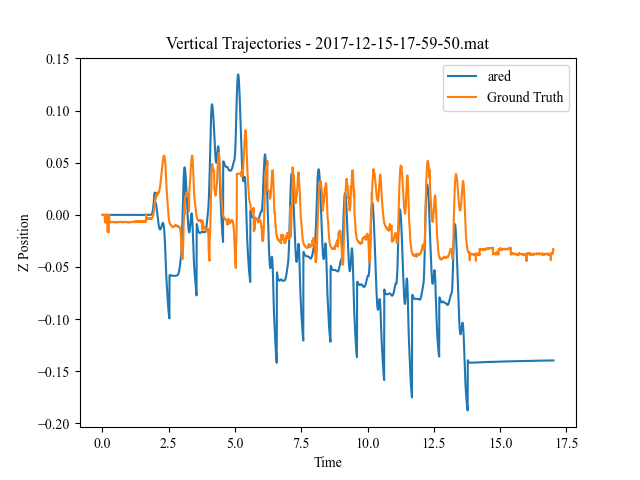 Vertical Trajectories - 2017-12-15-17-59-50.mat
ared
Ground Truth
Z Position
0.15
0.10
0.05
0.00
−0.05
−0.10
−0.15
−0.20
0.0 2.5 5.0 7.5 10.0 12.5 15.0 17.5
Time